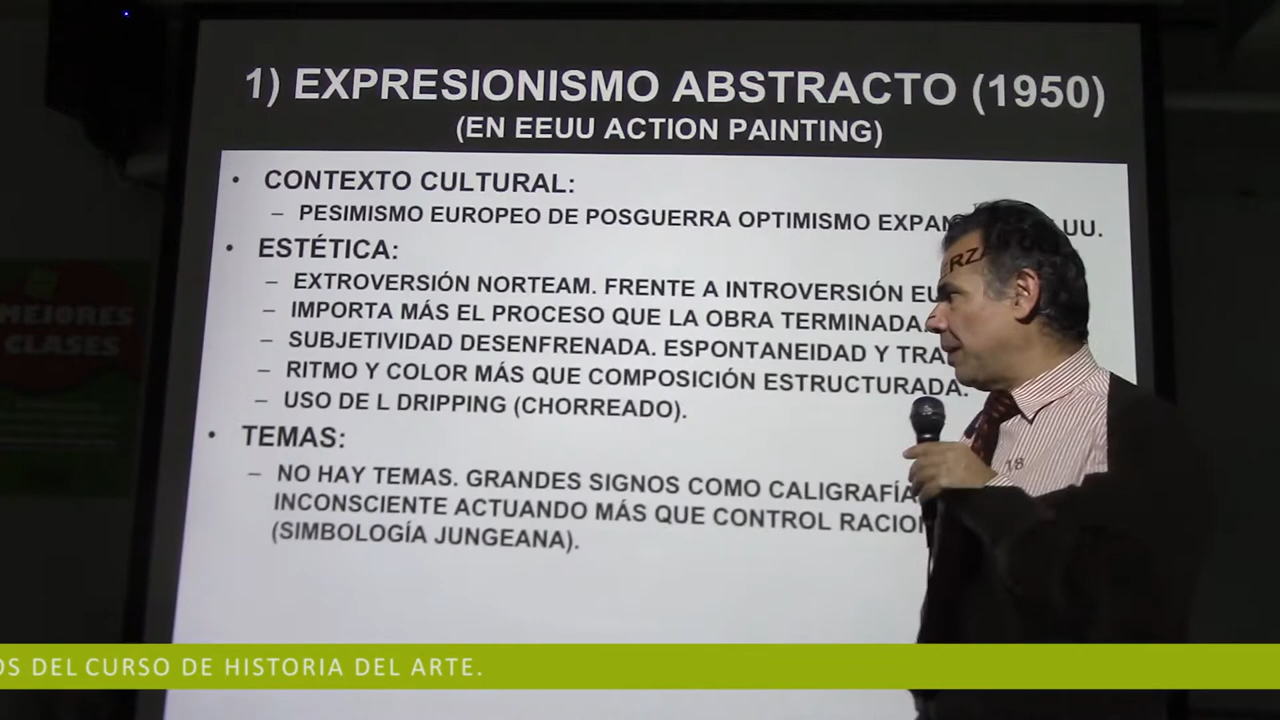 1) EXPRESIONISMO ABSTRACTO (1950)
(EN EEUU ACTION PAINTING)
• CONTEXTO CULTURAL:
– PESIMISMO EUROPEO DE POSGUERRA OPTIMISMO UU.
• ESTÉTICA:
– EXTROVERSIÓN NORTEAM. FRENTE A INTROVERSIÓN
– IMPORTA MÁS EL PROCESO QUE LA OBRA TERMINADA.
– SUBJETIVIDAD DESENFRENADA. ESPONTANEIDAD Y
– RITMO Y COLOR MÁS QUE COMPOSICIÓN ESTRUCTURADA.
– USO DE L DRIPPING (CHORREADO).
• TEMAS:
– NO HAY TEMAS. GRANDES SIGNOS COMO CALIGRAFÍA
INCONSCIENTE ACTUANDO MÁS QUE CONTROL
(SIMBOLOGÍA JUNGEANA).
18
MEJORES
CLASES
OS DEL CURSO DE HISTORIA DEL ARTE.